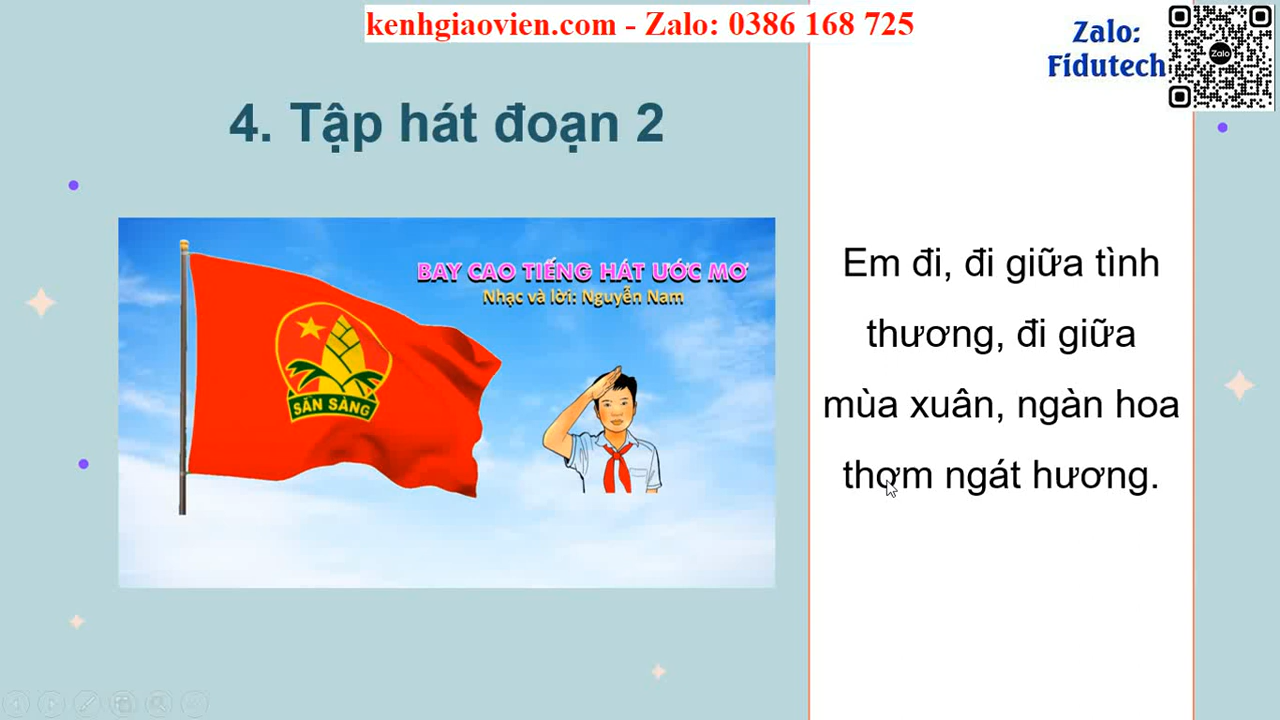 kenhgiaovien.com - Zalo: 0386 168 725
Zalo:
Fidutech
Zalo
4. Tập hát đoạn 2
BAY CAO TIẾNG HÁT ƯỚC MƠ
Nhạc và lời: Nguyễn Nam
SẴN SÀNG
Em đi, đi giữa tình
thương, đi giữa
mùa xuân, ngàn hoa
thơm ngát hương.